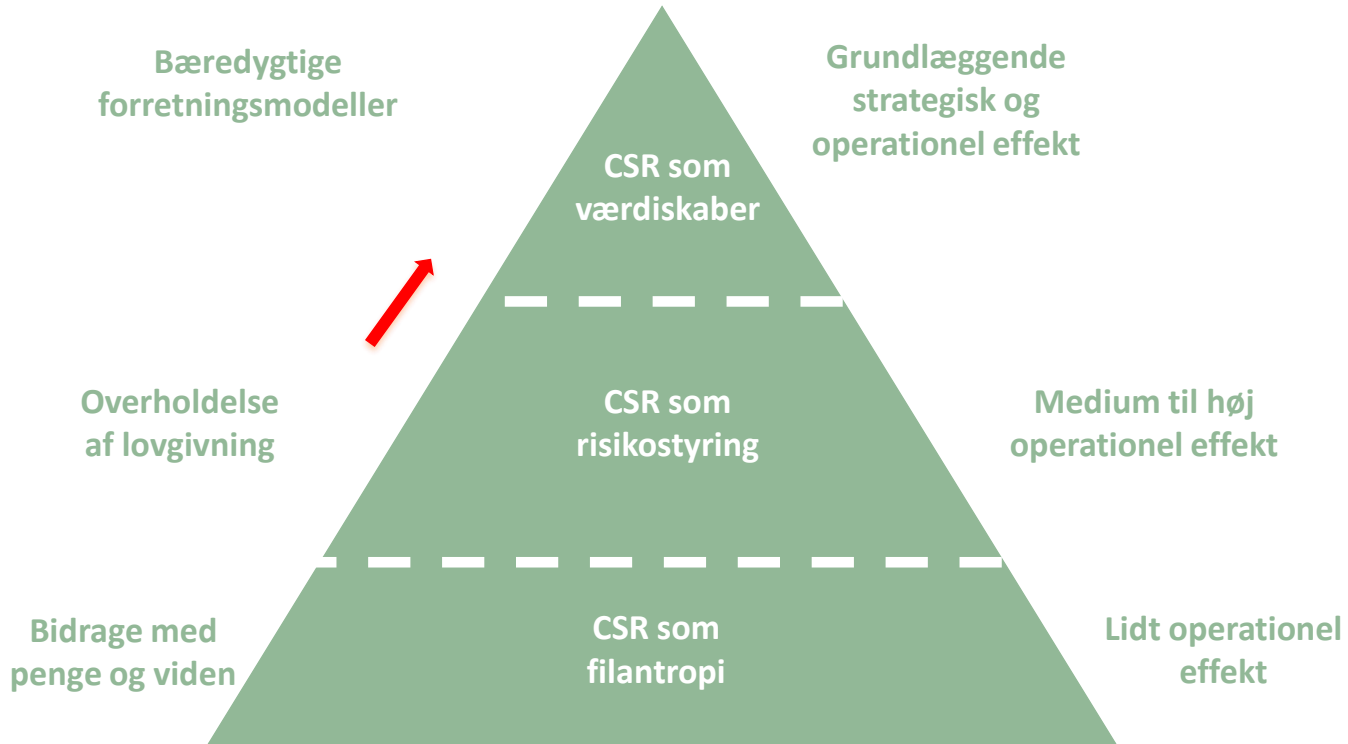 Bæredygtige
forretningsmodeller
CSR som
værdiskaber
Grundlæggende
strategisk og
operationel effekt
Overholdelse
af lovgivning
CSR som
risikostyring
Medium til høj
operationel effekt
Bidrage med
penge og viden
CSR som
filantropi
Lidt operationel
effekt